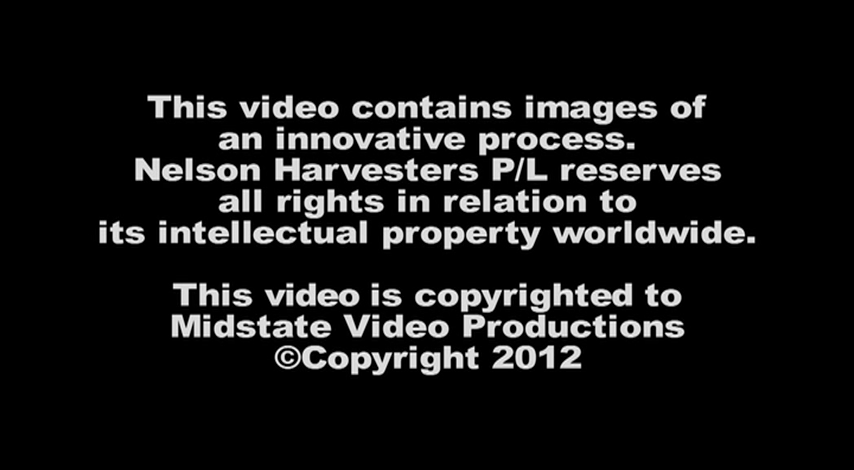 This video contains images of
an innovative process.
Nelson Harvesters P/L reserves
all rights in relation to
its intellectual property worldwide.
This video is copyrighted to
Midstate Video Productions
©Copyright 2012